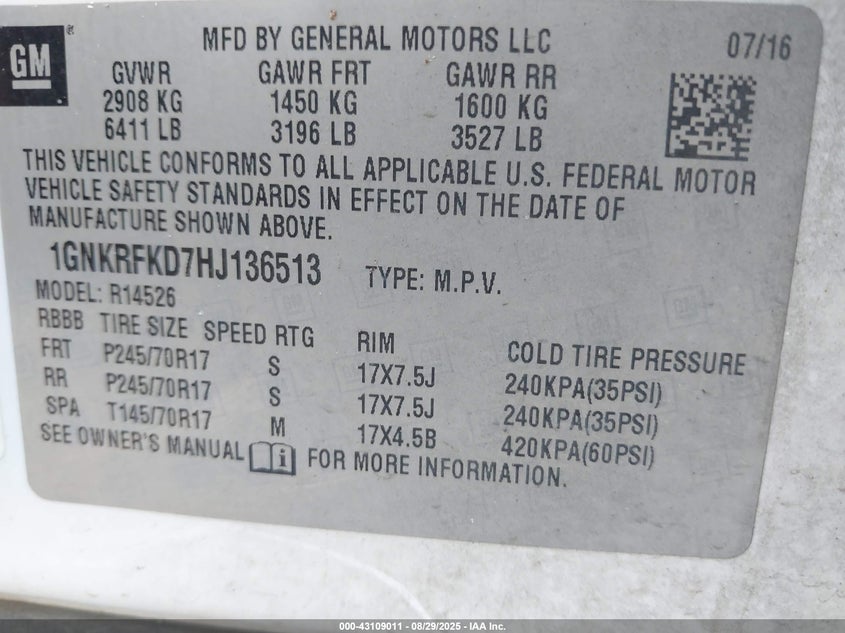 GM
®
MFD BY GENERAL MOTORS LLC
07/16
GVWR GAWR FRT GAWR RR
2908 KG 1450 KG 1600 KG
6411 LB 3196 LB 3527 LB
THIS VEHICLE CONFORMS TO ALL APPLICABLE U.S. FEDERAL MOTOR
VEHICLE SAFETY STANDARDS IN EFFECT ON THE DATE OF
MANUFACTURE SHOWN ABOVE.
1GNKRFKD7HJ136513 TYPE: M.P.V.
MODEL: R14526
RBBB TIRE SIZE SPEED RTG RIM COLD TIRE PRESSURE
FRT P245/70R17 S 17X7.5J 240KPA(35PSI)
RR P245/70R17 S 17X7.5J 240KPA(35PSI)
SPA T145/70R17 M 17X4.5B 420KPA(60PSI)
SEE OWNER'S MANUAL i FOR MORE INFORMATION.
000-43109011 - 08/29/2025 - IAA Inc.